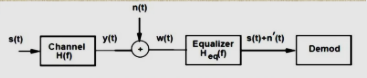 n(t)
s(t) Channel H(f) y(t) + w(t) Equalizer Heq(f) s(t)+n'(t) Demod